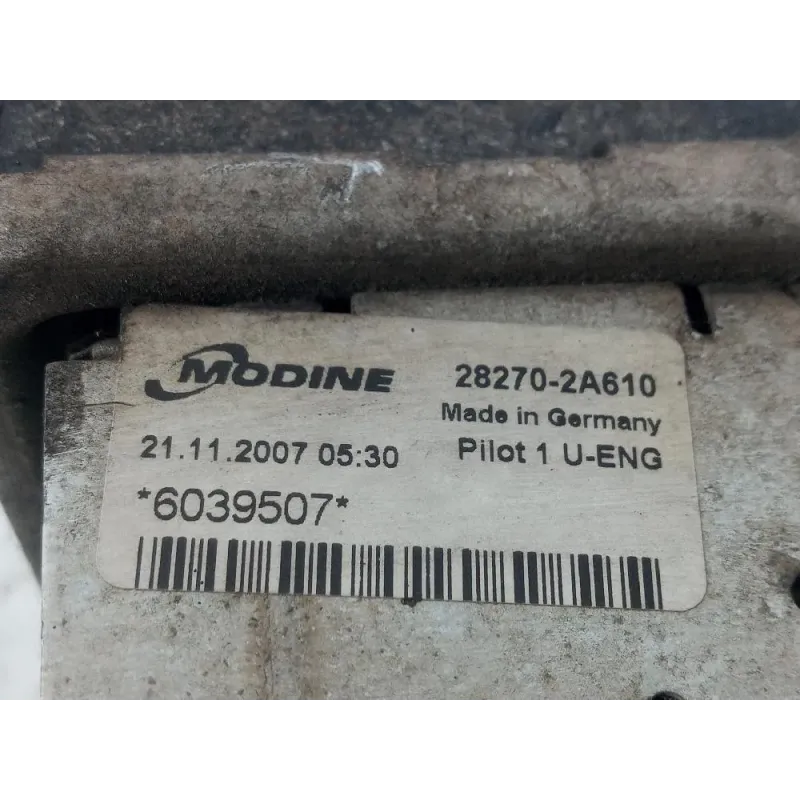 MODINE 28270-2A610
Made in Germany
21.11.2007 05:30 Pilot 1 U-ENG
*6039507*